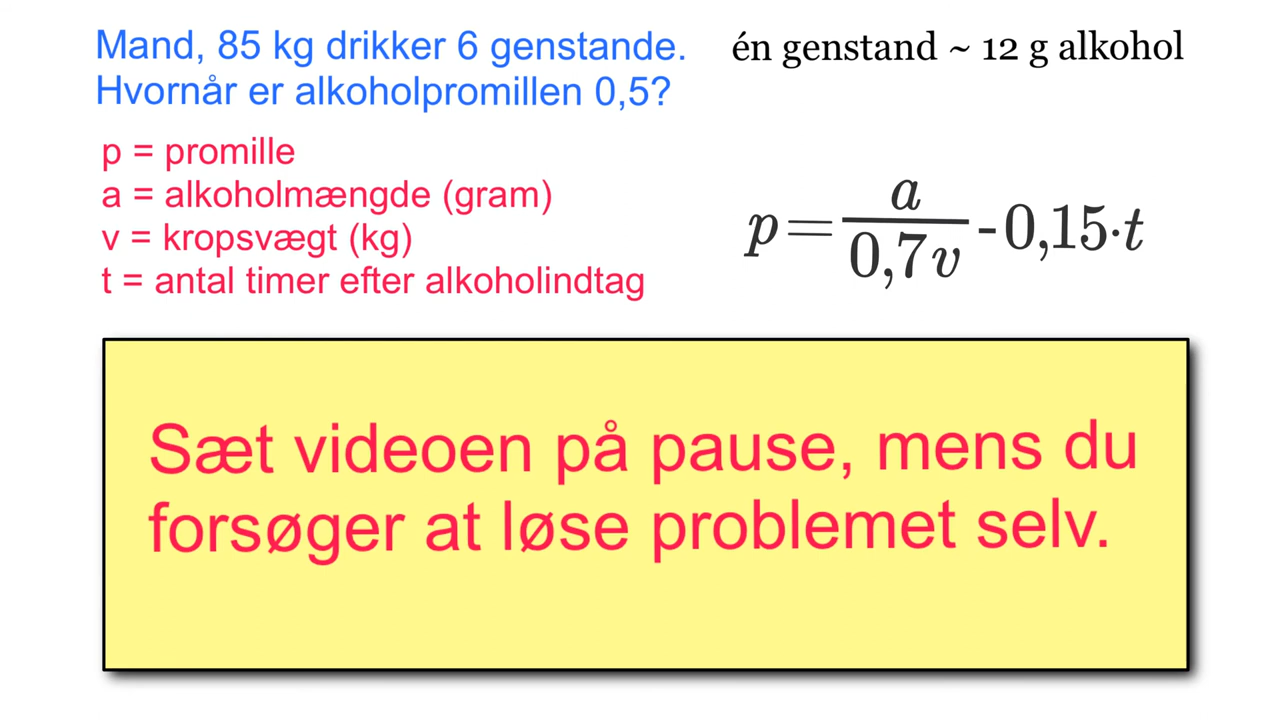 Mand, 85 kg drikker 6 genstande.
Hvornår er alkoholpromillen 0,5?
én genstand ~ 12 g alkohol
p = promille
a = alkoholmængde (gram)
v = kropsvægt (kg)
t = antal timer efter alkoholindtag
p = a / 0,7 v - 0,15·t
Sæt videoen på pause, mens du
forsøger at løse problemet selv.